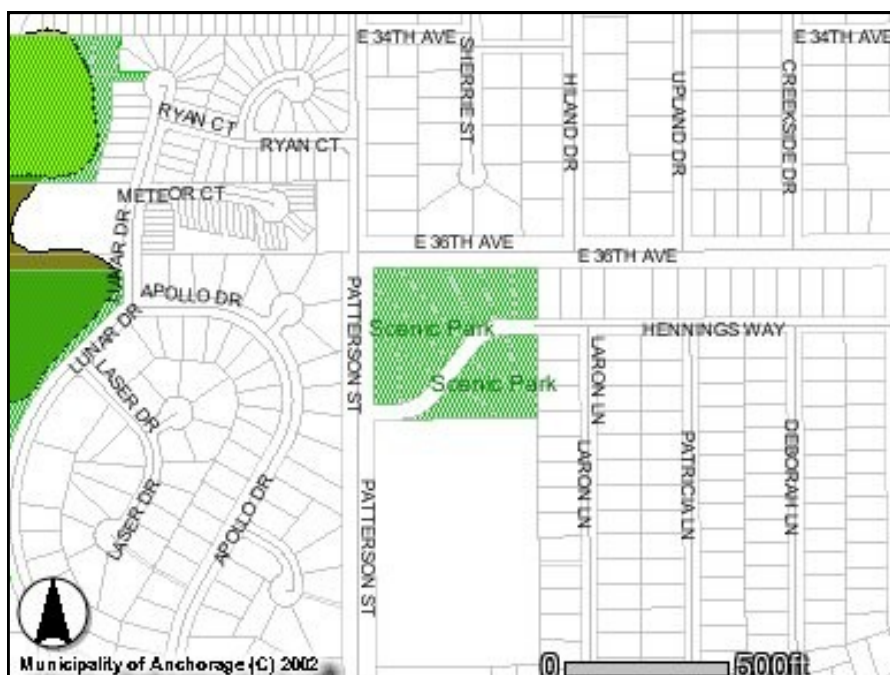 E 34TH AVE
E 34TH AVE
SHERRIE ST
HILAND DR
UPLAND DR
CREEKSIDE DR
RYAN CT
RYAN CT
METEOR CT
LUNAR DR
E 36TH AVE
E 36TH AVE
APOLLO DR
PATTERSON ST
Scenic Park
HENNINGS WAY
LUNAR DR
LASER DR
LARON LN
Scenic Park
LARON LN
PATRICIA LN
DEBORAH LN
LASER DR
APOLLO DR
PATTERSON ST
Municipality of Anchorage (C) 2002
0 500ft